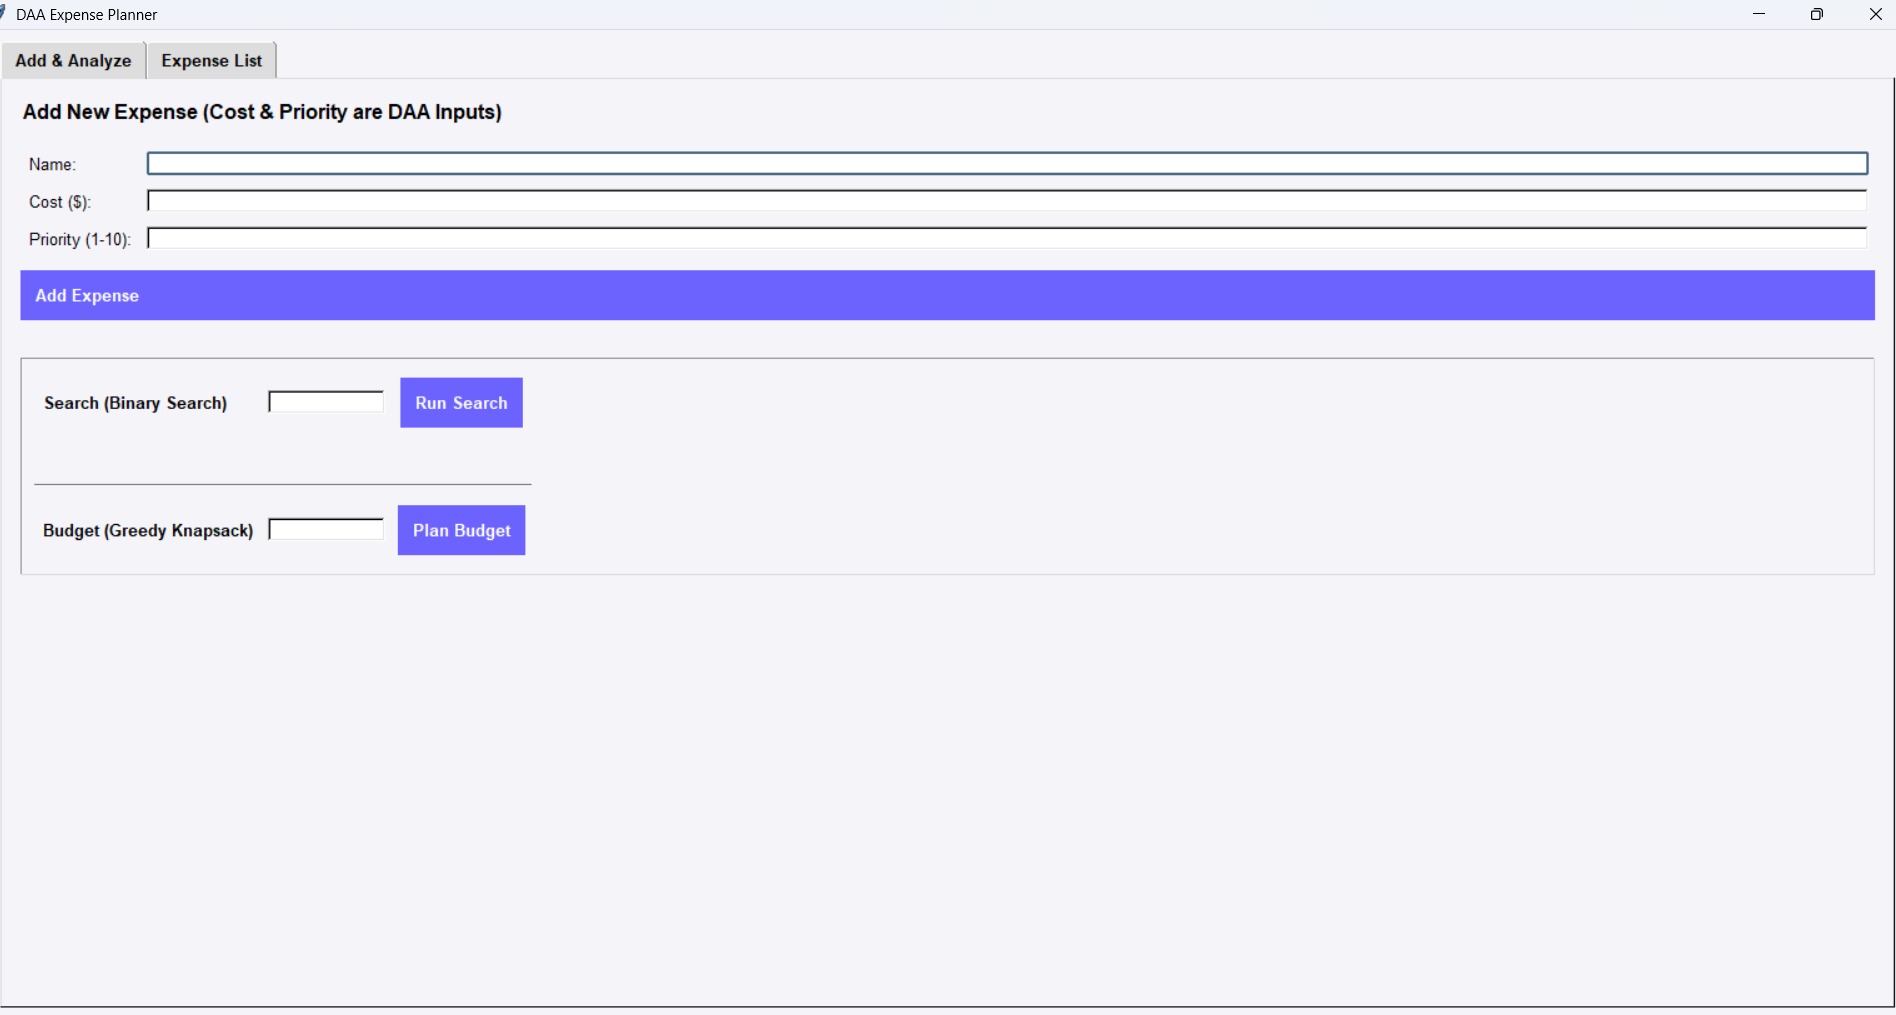 DAA Expense Planner
Add & Analyze Expense List
Add New Expense (Cost & Priority are DAA Inputs)
Name:
Cost ($):
Priority (1-10):
Add Expense
Search (Binary Search) Run Search
Budget (Greedy Knapsack) Plan Budget